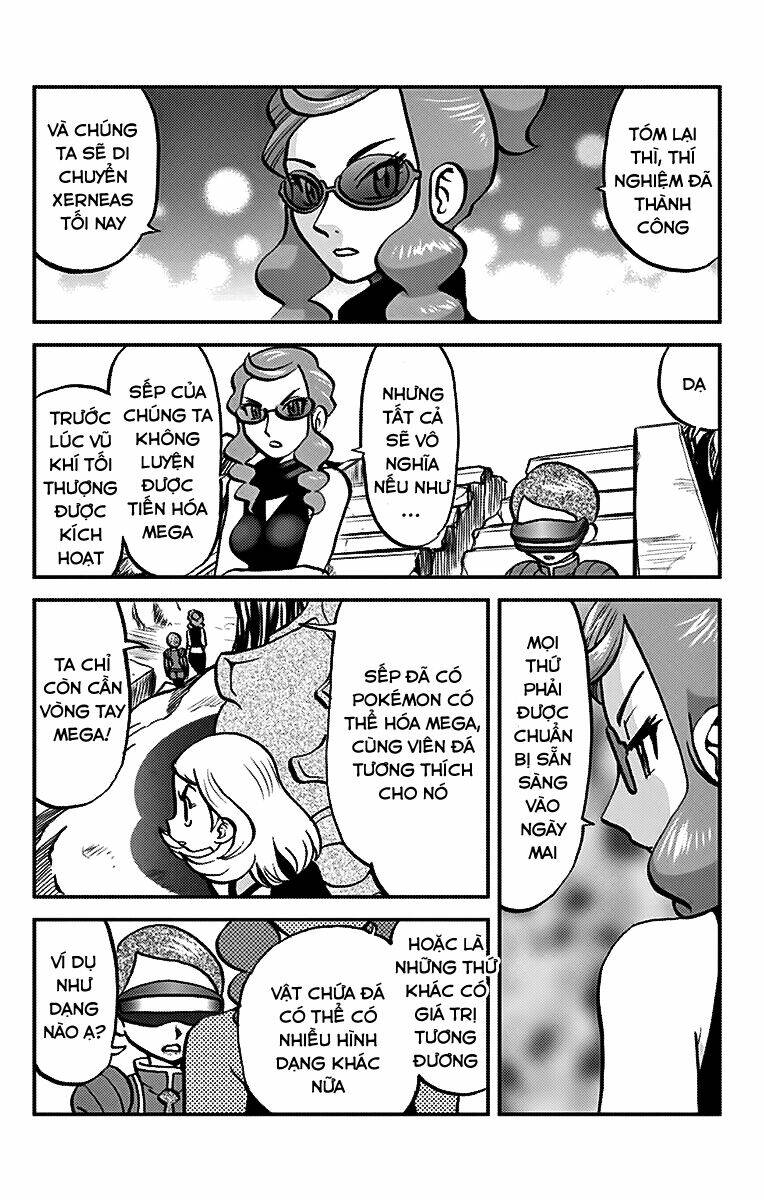 TÓM LẠI
THÌ, THÍ
NGHIỆM ĐÃ
THÀNH
CÔNG
VÀ CHÚNG
TA SẼ DI
CHUYỂN
XERNEAS
TỐI NAY
DẠ
NHƯNG
TẤT CẢ
SẼ VÔ
NGHĨA
NẾU NHƯ
...
SẾP CỦA
CHÚNG TA
KHÔNG
LUYỆN
ĐƯỢC
TIẾN HÓA
MEGA
TRƯỚC
LÚC VŨ
KHÍ TỐI
THƯỢNG
ĐƯỢC
KÍCH
HOẠT
MỌI
THỨ
PHẢI
ĐƯỢC
CHUẨN
BỊ SẴN
SÀNG
VÀO
NGÀY
MAI
SẾP ĐÃ CÓ
POKÉMON CÓ
THỂ HÓA MEGA,
CÙNG VIÊN ĐÁ
TƯƠNG THÍCH
CHO NÓ
TA CHỈ
CÒN CẦN
VÒNG TAY
MEGA!
HOẶC LÀ
NHỮNG THỨ
KHÁC CÓ
GIÁ TRỊ
TƯƠNG
ĐƯƠNG
VẬT CHỨA ĐÁ
CÓ THỂ CÓ
NHIỀU HÌNH
DẠNG KHÁC
NỮA
VÍ DỤ
NHƯ
DẠNG
NÀO Ạ?